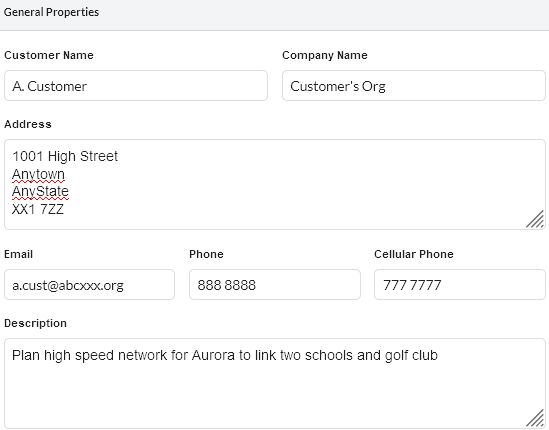 General Properties
Customer Name Company Name
A. Customer Customer's Org
Address
1001 High Street
Anytown
AnyState
XX1 7ZZ
Email Phone Cellular Phone
a.cust@abcxxx.org 888 8888 777 7777
Description
Plan high speed network for Aurora to link two schools and golf club